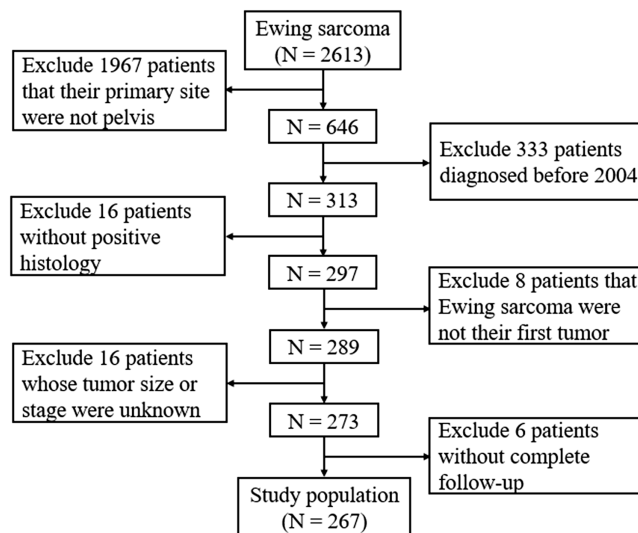 Ewing sarcoma
(N = 2613)
Exclude 1967 patients
that their primary site
were not pelvis
N = 646
Exclude 333 patients
diagnosed before 2004
N = 313
Exclude 16 patients
without positive
histology
N = 297
Exclude 8 patients that
Ewing sarcoma were
not their first tumor
N = 289
Exclude 16 patients
whose tumor size or
stage were unknown
N = 273
Exclude 6 patients
without complete
follow-up
Study population
(N = 267)